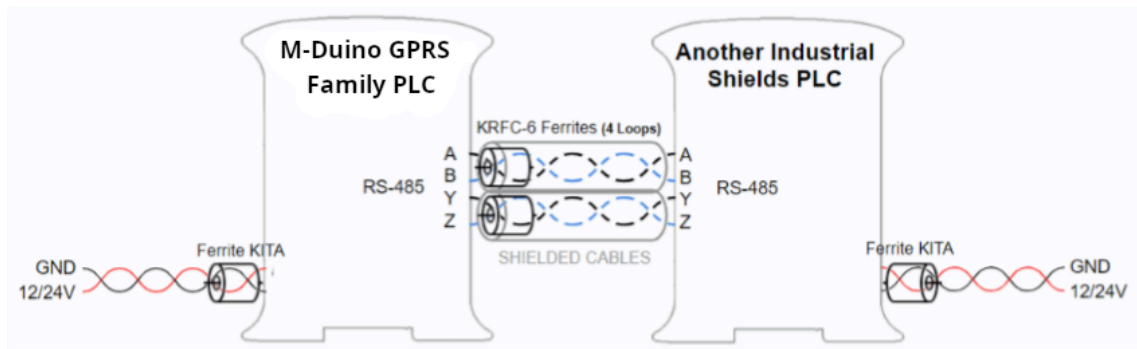 M-Duino GPRS
Family PLC
Another Industrial
Shields PLC
KRFC-6 Ferrites (4 Loops)
A
B
Y
Z
RS-485
A
B
Y
Z
RS-485
SHIELDED CABLES
Ferrite KITA
GND
12/24V
Ferrite KITA
GND
12/24V